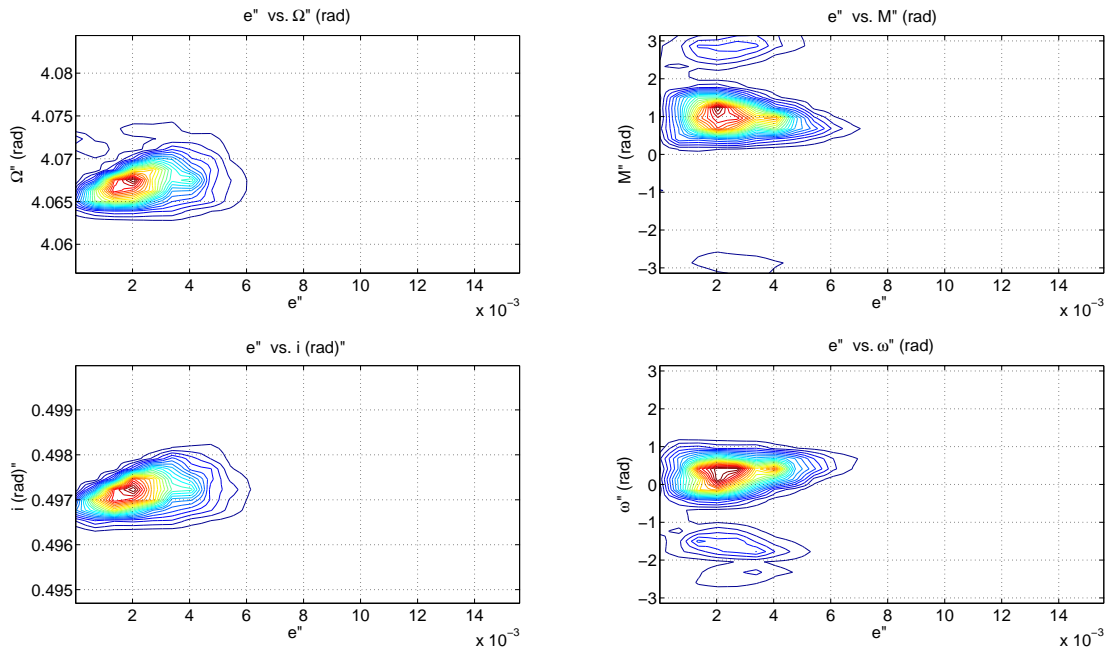 e" vs. Ω" (rad)
4.08
4.075
4.07
4.065
4.06
Ω" (rad)
2 4 6 8 10 12 14
x 10⁻³
e"
e" vs. M" (rad)
3
2
1
0
−1
−2
−3
M" (rad)
2 4 6 8 10 12 14
x 10⁻³
e"
e" vs. i (rad)"
0.499
0.498
0.497
0.496
0.495
i (rad)"
2 4 6 8 10 12 14
x 10⁻³
e"
e" vs. ω" (rad)
3
2
1
0
−1
−2
−3
ω" (rad)
2 4 6 8 10 12 14
x 10⁻³
e"